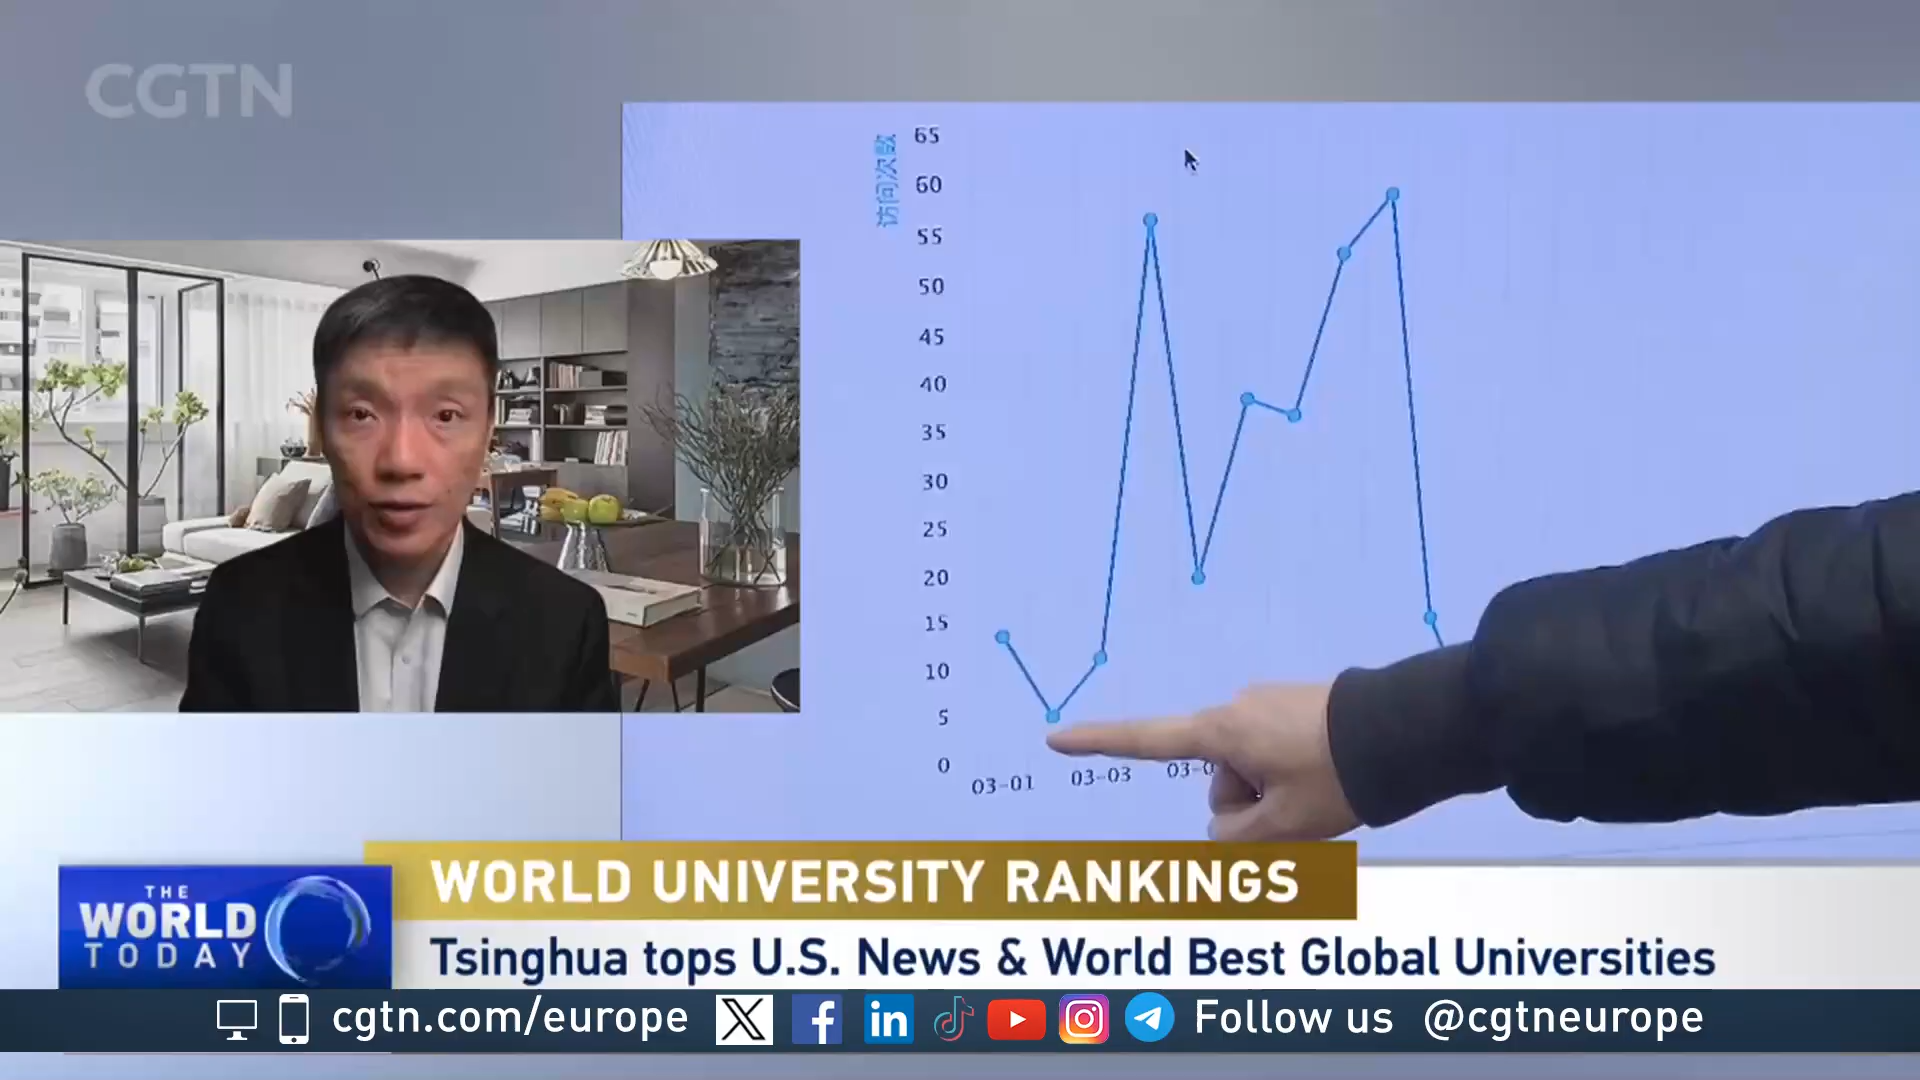 CGTN
访问次数
65
60
55
50
45
40
35
30
25
20
15
10
5
0
03-01
03-03
03-0
WORLD UNIVERSITY RANKINGS
THE
WORLD
TODAY
Tsinghua tops U.S. News & World Best Global Universities
cgtn.com/europe
Follow us @cgtneurope